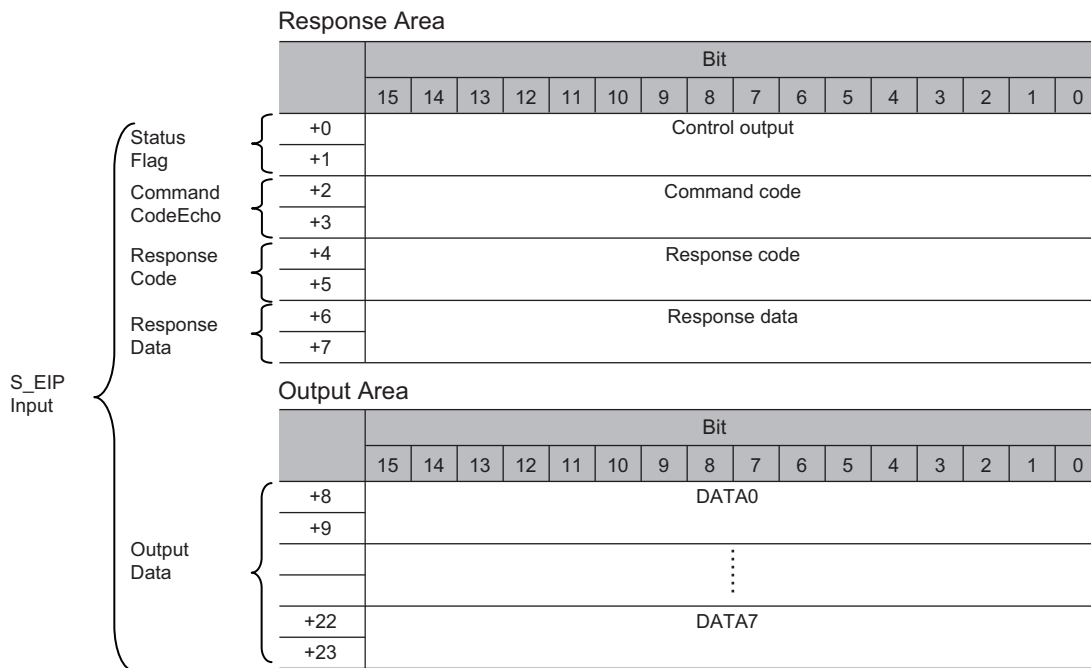 Response Area
Bit
15 14 13 12 11 10 9 8 7 6 5 4 3 2 1 0
S_EIP
Input
Status
Flag
+0 Control output
+1
Command
CodeEcho
+2 Command code
+3
Response
Code
+4 Response code
+5
Response
Data
+6 Response data
+7
Output Area
Bit
15 14 13 12 11 10 9 8 7 6 5 4 3 2 1 0
Output
Data
+8 DATA0
+9
+22 DATA7
+23